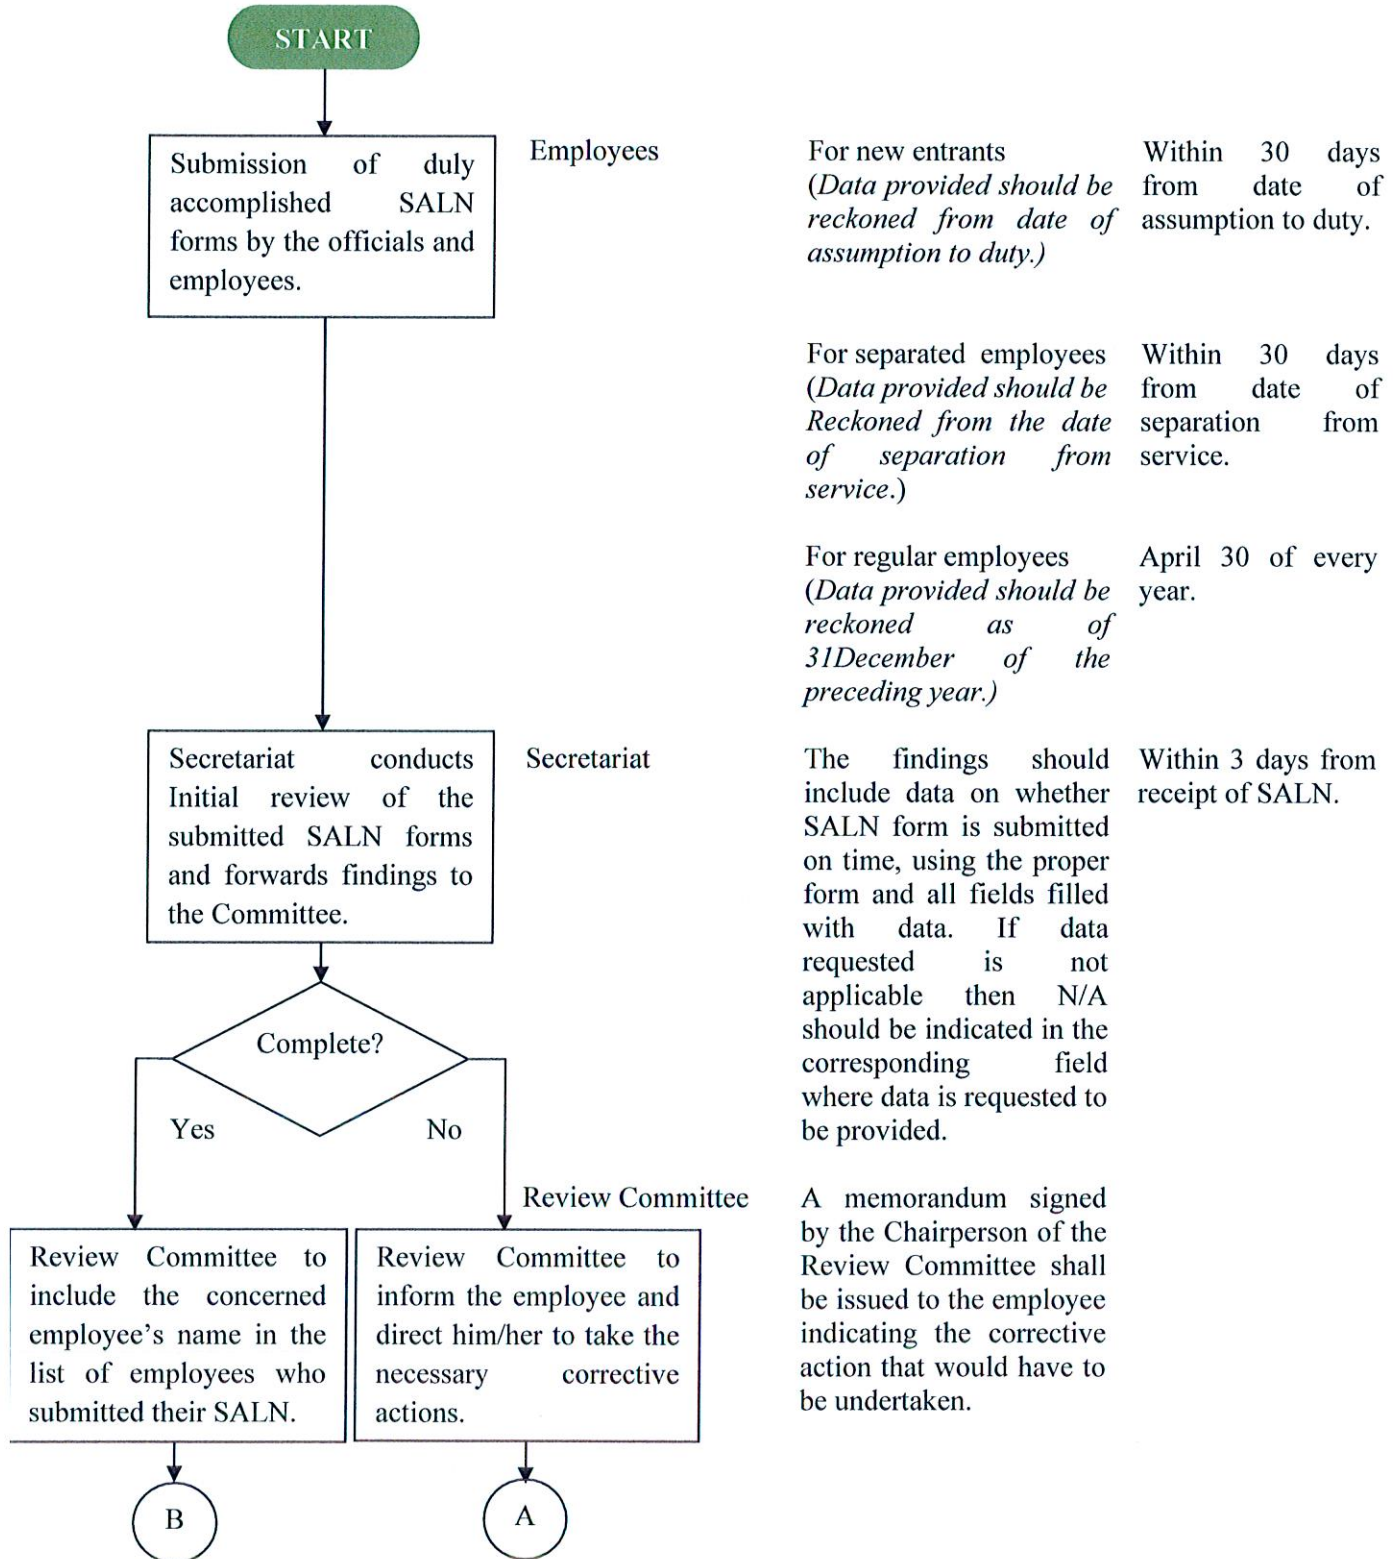 START
Submission of duly
accomplished SALN
forms by the officials and
employees.
Employees
For new entrants
(Data provided should be
reckoned from date of
assumption to duty.)
Within 30 days
from date of
assumption to duty.
For separated employees
(Data provided should be
Reckoned from the date
of separation from
service.)
Within 30 days
from date of
separation from
service.
For regular employees
(Data provided should be
reckoned as of
31December of the
preceding year.)
April 30 of every
year.
Secretariat conducts
Initial review of the
submitted SALN forms
and forwards findings to
the Committee.
Secretariat
The findings should
include data on whether
SALN form is submitted
on time, using the proper
form and all fields filled
with data. If data
requested is not
applicable then N/A
should be indicated in the
corresponding field
where data is requested to
be provided.
Within 3 days from
receipt of SALN.
Complete?
Yes
No
Review Committee
Review Committee to
include the concerned
employee's name in the
list of employees who
submitted their SALN.
Review Committee to
inform the employee and
direct him/her to take the
necessary corrective
actions.
A memorandum signed
by the Chairperson of the
Review Committee shall
be issued to the employee
indicating the corrective
action that would have to
be undertaken.
B
A